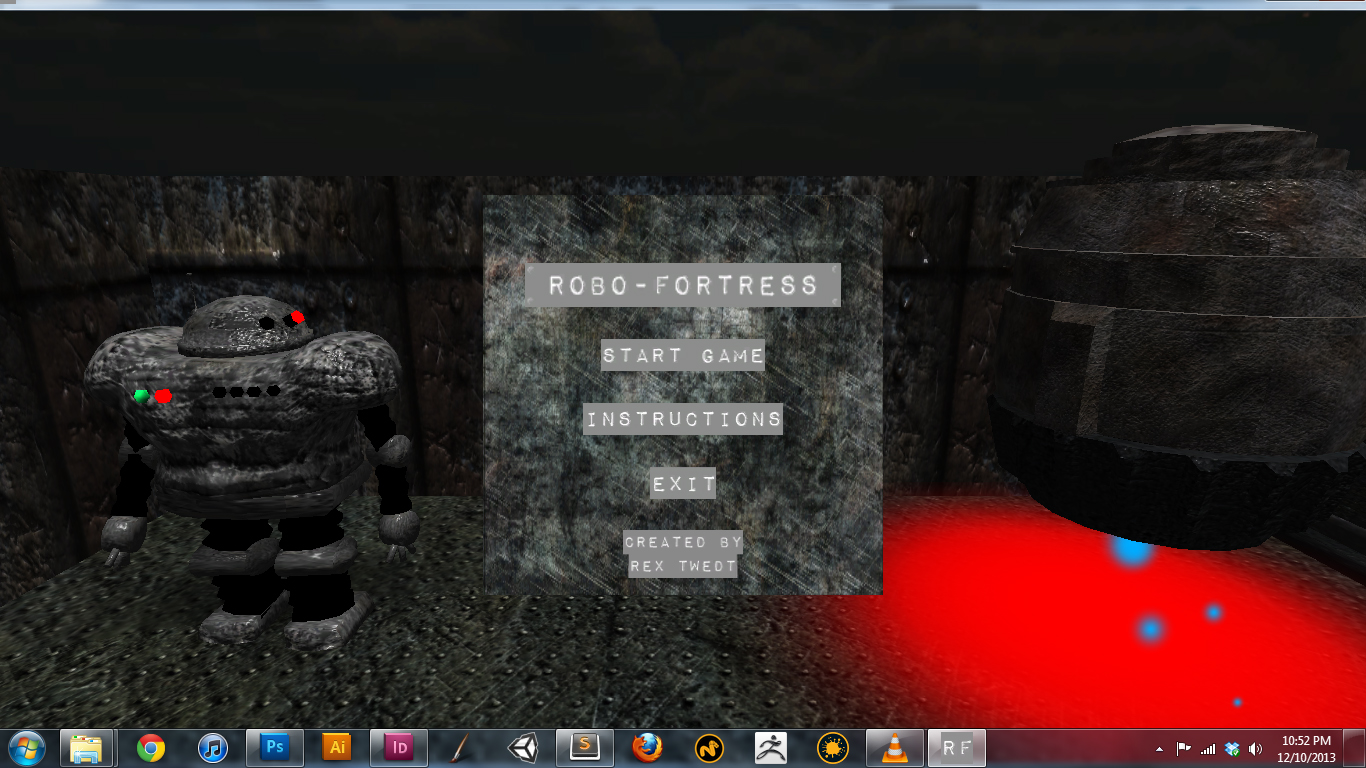 ROBO-FORTRESS
START GAME
INSTRUCTIONS
EXIT
CREATED BY
REX TWEDT
Ps
Ai
Id
S
RF
10:52 PM
12/10/2013